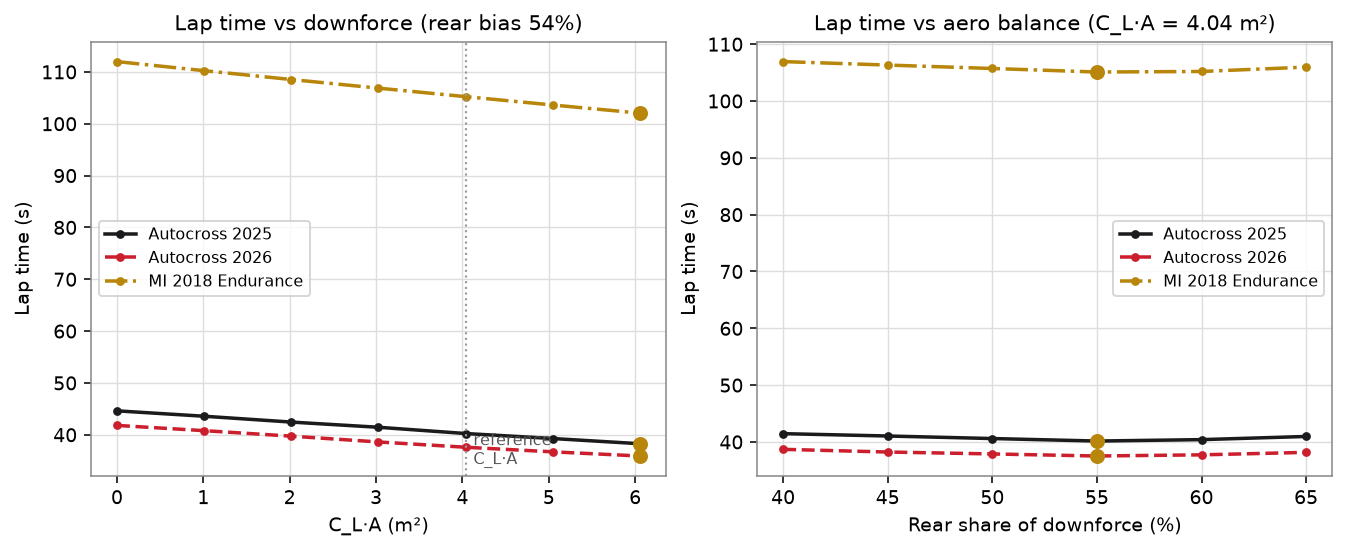 Lap time vs downforce (rear bias 54%)
Lap time (s)
110
100
90
80
70
60
50
40
Autocross 2025
Autocross 2026
MI 2018 Endurance
reference
C_L·A
0 1 2 3 4 5 6
C_L·A (m²)
Lap time vs aero balance (C_L·A = 4.04 m²)
Lap time (s)
110
100
90
80
70
60
50
40
Autocross 2025
Autocross 2026
MI 2018 Endurance
40 45 50 55 60 65
Rear share of downforce (%)